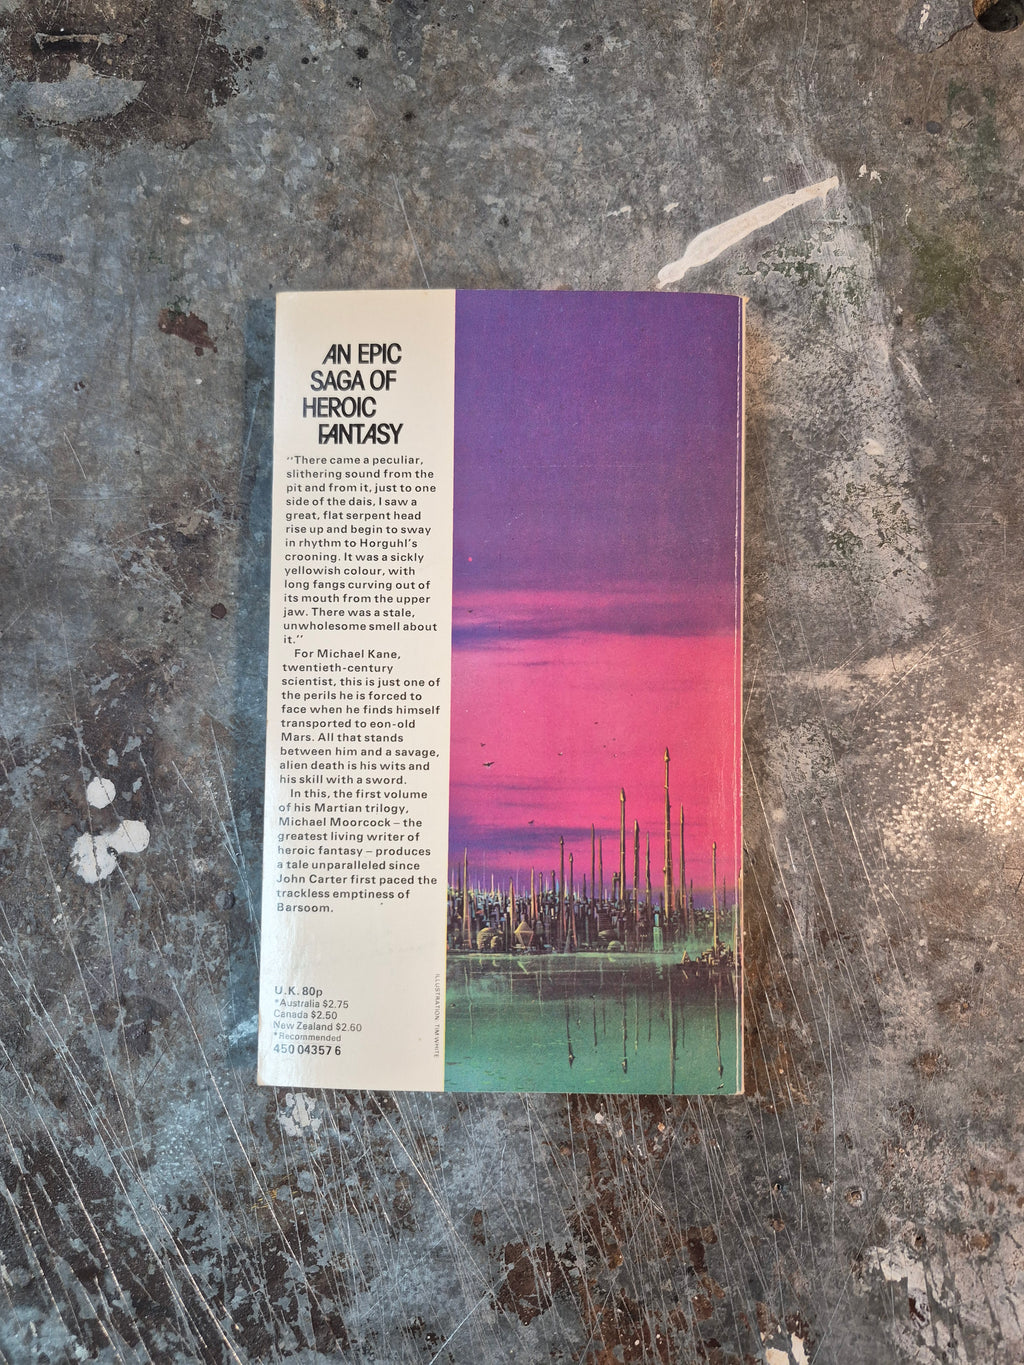 AN EPIC
SAGA OF
HEROIC
FANTASY
"There came a peculiar,
slithering sound from the
pit and from it, just to one
side of the dais, I saw a
great, flat serpent head
rise up and begin to sway
in rhythm to Horguhl's
crooning. It was a sickly
yellowish colour, with
long fangs curving out of
its mouth from the upper
jaw. There was a stale,
unwholesome smell about
it."
For Michael Kane,
twentieth-century
scientist, this is just one of
the perils he is forced to
face when he finds himself
transported to eon-old
Mars. All that stands
between him and a savage,
alien death is his wits and
his skill with a sword.
In this, the first volume
of his Martian trilogy,
Michael Moorcock – the
greatest living writer of
heroic fantasy – produces
a tale unparalleled since
John Carter first paced the
trackless emptiness of
Barsoom.
U.K. 80p
*Australia $2.75
Canada $2.50
New Zealand $2.60
*Recommended
450 04357 6
ILLUSTRATION: TIM WHITE